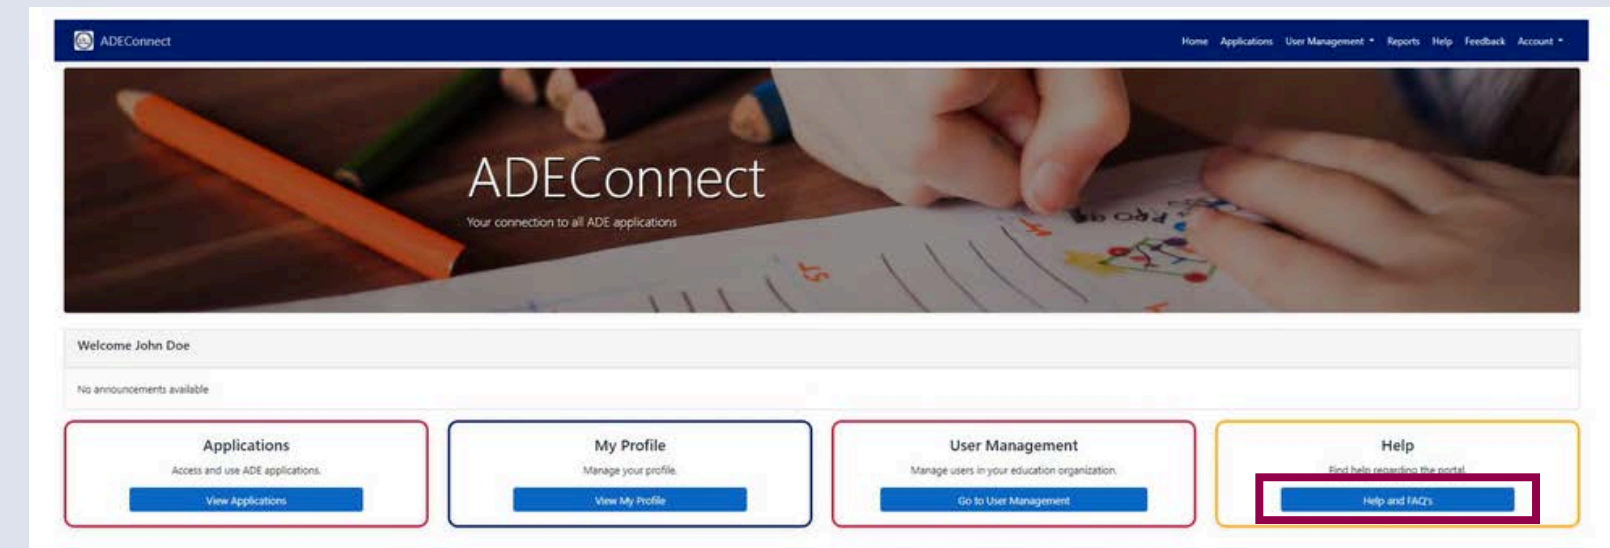 ADEConnect
Home Applications User Management Reports Help Feedback Account
ADEConnect
Your connection to all ADE applications
Welcome John Doe
No announcements available
Applications
Access and use ADE applications.
View Applications
My Profile
Manage your profile.
View My Profile
User Management
Manage users in your education organization.
Go to User Management
Help
Find help regarding the portal.
Help and FAQ's